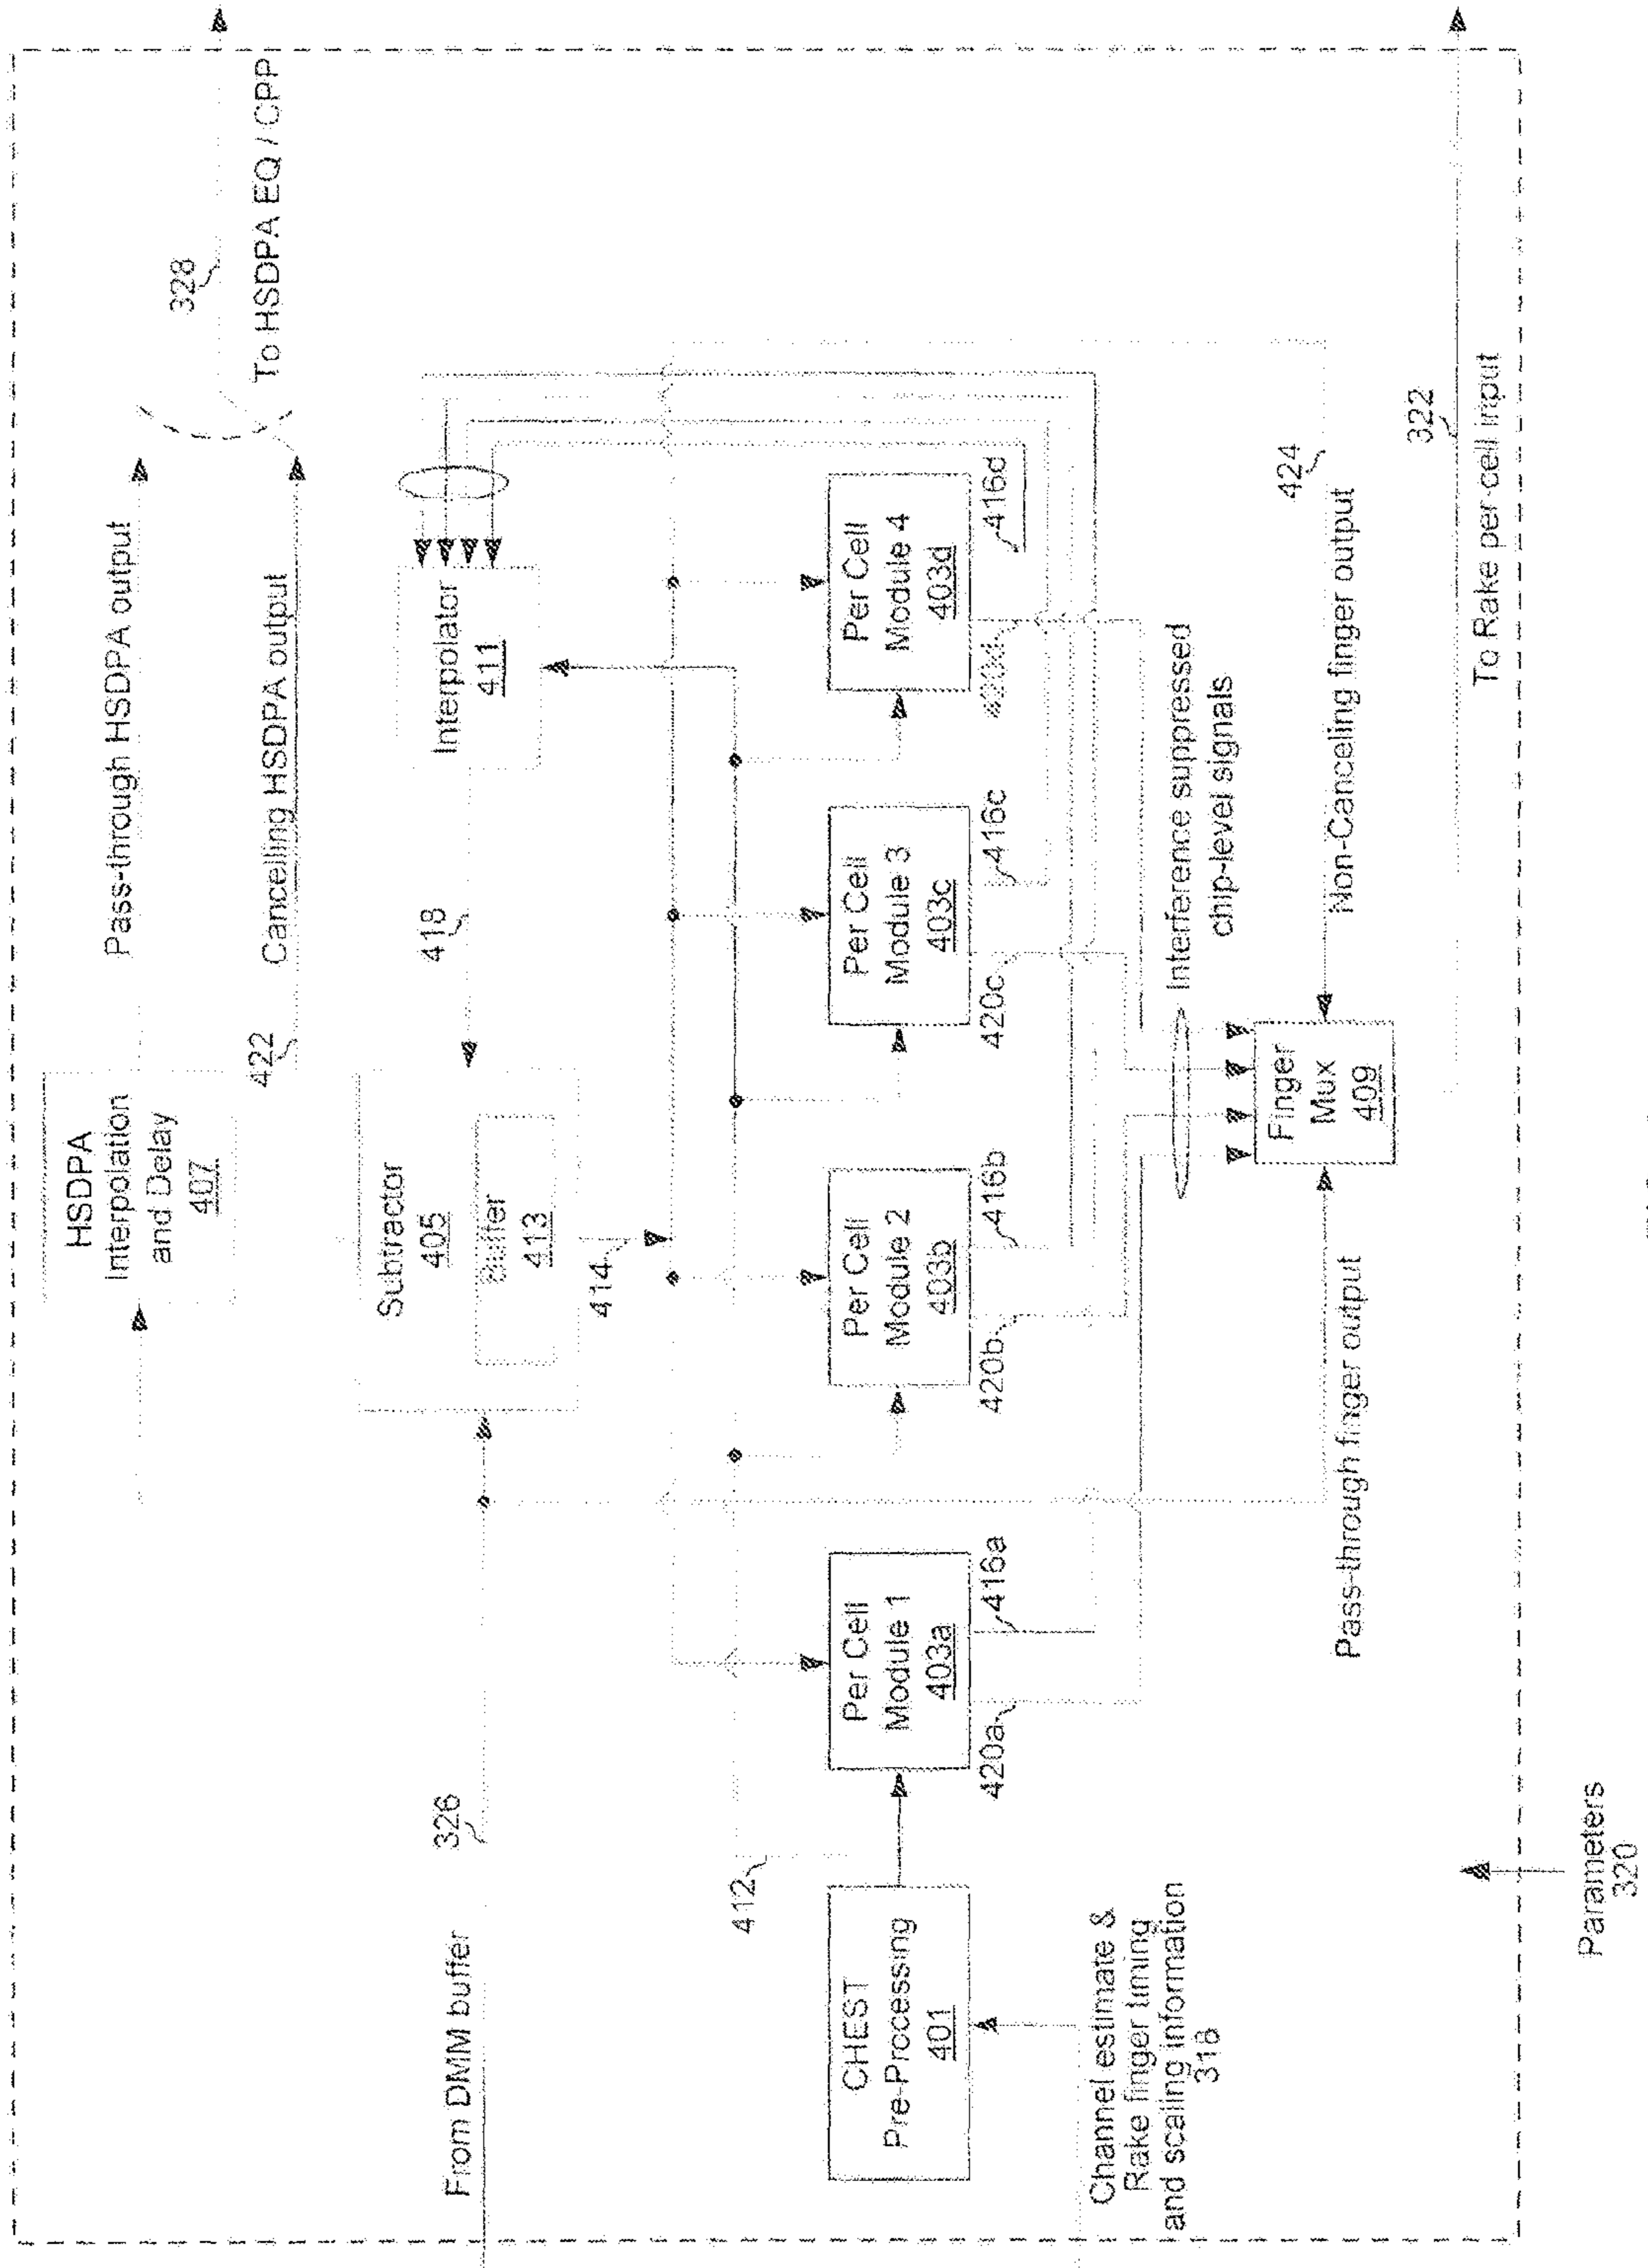 HSDPA
Interpolation
and Delay
407
Pass-through HSDPA output
328
To HSDPA EQ / CPP
422
Cancelling HSDPA output
From DMM buffer
326
Subtractor
405
Buffer
413
418
Interpolator
411
414
412
CHEST
Pre-Processing
401
Per Cell
Module 1
403a
Per Cell
Module 2
403b
Per Cell
Module 3
403c
Per Cell
Module 4
403d
420a
416a
420b
416b
420c
416c
420d
416d
Channel estimate &
Rake finger timing
and scaling information
318
Interference suppressed
chip-level signals
Finger
Mux
409
Pass-through finger output
Non-Canceling finger output
424
322
To Rake per-cell input
Parameters
320